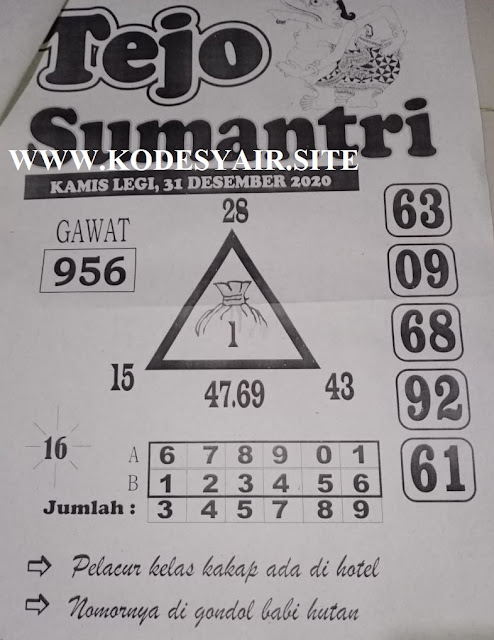 Tejo
Sumantri
WWW.KODESYAIR.SITE
KAMIS LEGI, 31 DESEMBER 2020
GAWAT
956
28
1
15
47.69
43
63
09
68
92
61
16
A 6 7 8 9 0 1
B 1 2 3 4 5 6
Jumlah : 3 4 5 7 8 9
⇨ Pelacur kelas kakap ada di hotel
⇨ Nomornya di gondol babi hutan